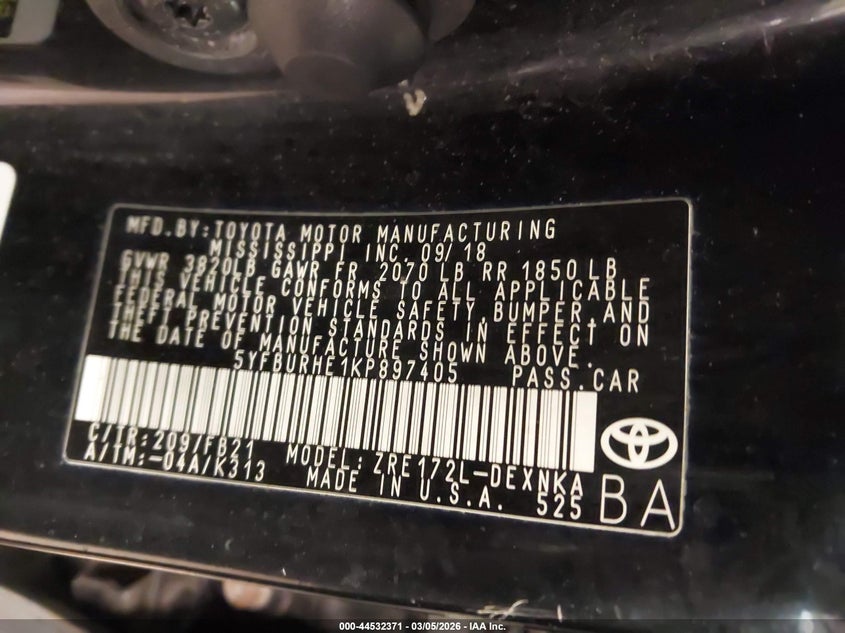 MFD.BY:TOYOTA MOTOR MANUFACTURING
MISSISSIPPI INC. 09/18
GVWR 3820LB GAWR FR 2070 LB RR 1850 LB
THIS VEHICLE CONFORMS TO ALL APPLICABLE
FEDERAL MOTOR VEHICLE SAFETY, BUMPER, AND
THEFT PREVENTION STANDARDS IN EFFECT ON
THE DATE OF MANUFACTURE SHOWN ABOVE.
5YFBURHE1KP897405 PASS.CAR
C/TR:209/FB21 MODEL:ZRE172L-DEXNKA
A/TM:-04A/K313 MADE IN U.S.A. 525
BA
000-44532371 - 03/05/2026 - IAA Inc.